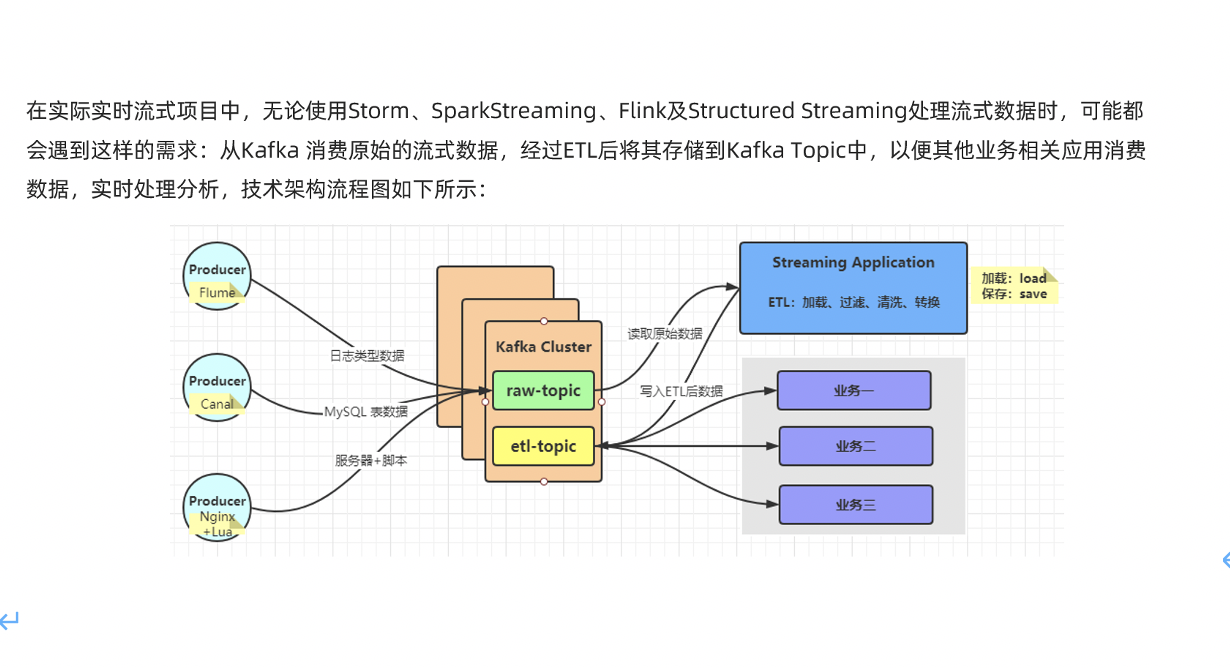 在实际实时流式项目中，无论使用Storm、SparkStreaming、Flink及Structured Streaming处理流式数据时，可能都
会遇到这样的需求：从Kafka 消费原始的流式数据，经过ETL后将其存储到Kafka Topic中，以便其他业务相关应用消费
数据，实时处理分析，技术架构流程图如下所示：
Producer
Flume
日志类型数据
Producer
Canal
MySQL 表数据
服务器+脚本
Producer
Nginx
+Lua
Kafka Cluster
raw-topic
etl-topic
读取原始数据
写入ETL后数据
Streaming Application
ETL：加载、过滤、清洗、转换
加载：load
保存：save
业务一
业务二
业务三